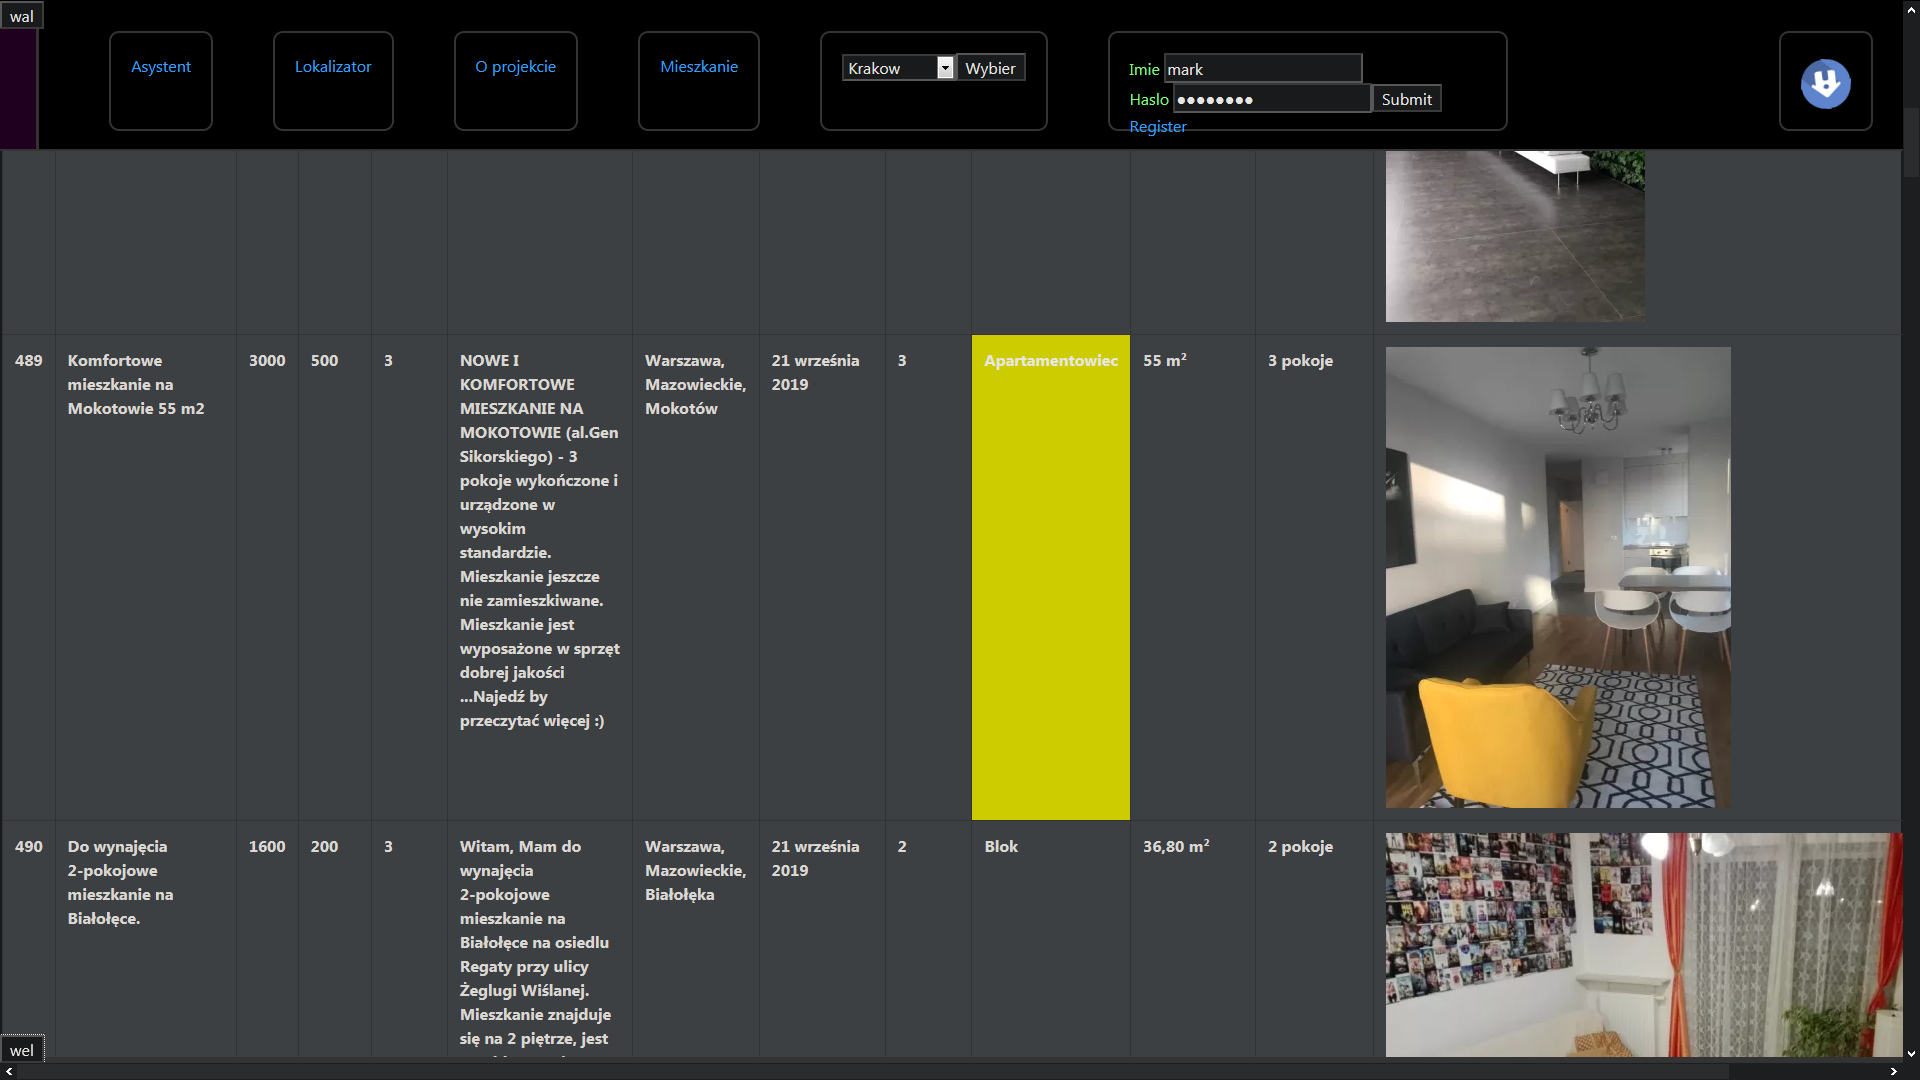 wal
Asystent
Lokalizator
O projekcie
Mieszkanie
Krakow
Wybier
Imie mark
Haslo ●●●●●●●● Submit
Register
489
Komfortowe
mieszkanie na
Mokotowie 55 m2
3000
500
3
NOWE I
KOMFORTOWE
MIESZKANIE NA
MOKOTOWIE (al.Gen
Sikorskiego) - 3
pokoje wykończone i
urządzone w
wysokim
standardzie.
Mieszkanie jeszcze
nie zamieszkiwane.
Mieszkanie jest
wyposażone w sprzęt
dobrej jakości
...Najedź by
przeczytać więcej :)
Warszawa,
Mazowieckie,
Mokotów
21 września
2019
3
Apartamentowiec
55 m²
3 pokoje
490
Do wynajęcia
2-pokojowe
mieszkanie na
Białołęce.
1600
200
3
Witam, Mam do
wynajęcia
2-pokojowe
mieszkanie na
Białołęce na osiedlu
Regaty przy ulicy
Żeglugi Wiślanej.
Mieszkanie znajduje
się na 2 piętrze, jest
Warszawa,
Mazowieckie,
Białołęka
21 września
2019
2
Blok
36,80 m²
2 pokoje
wel